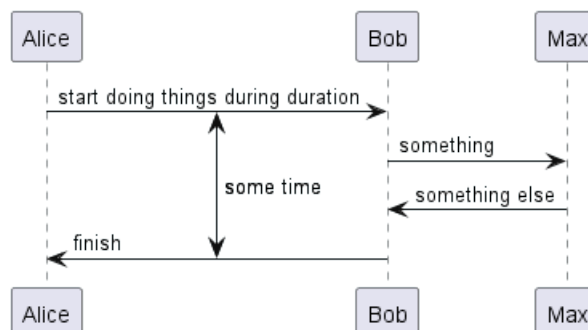 Alice Bob Max
start doing things during duration
something
some time
something else
finish
Alice Bob Max